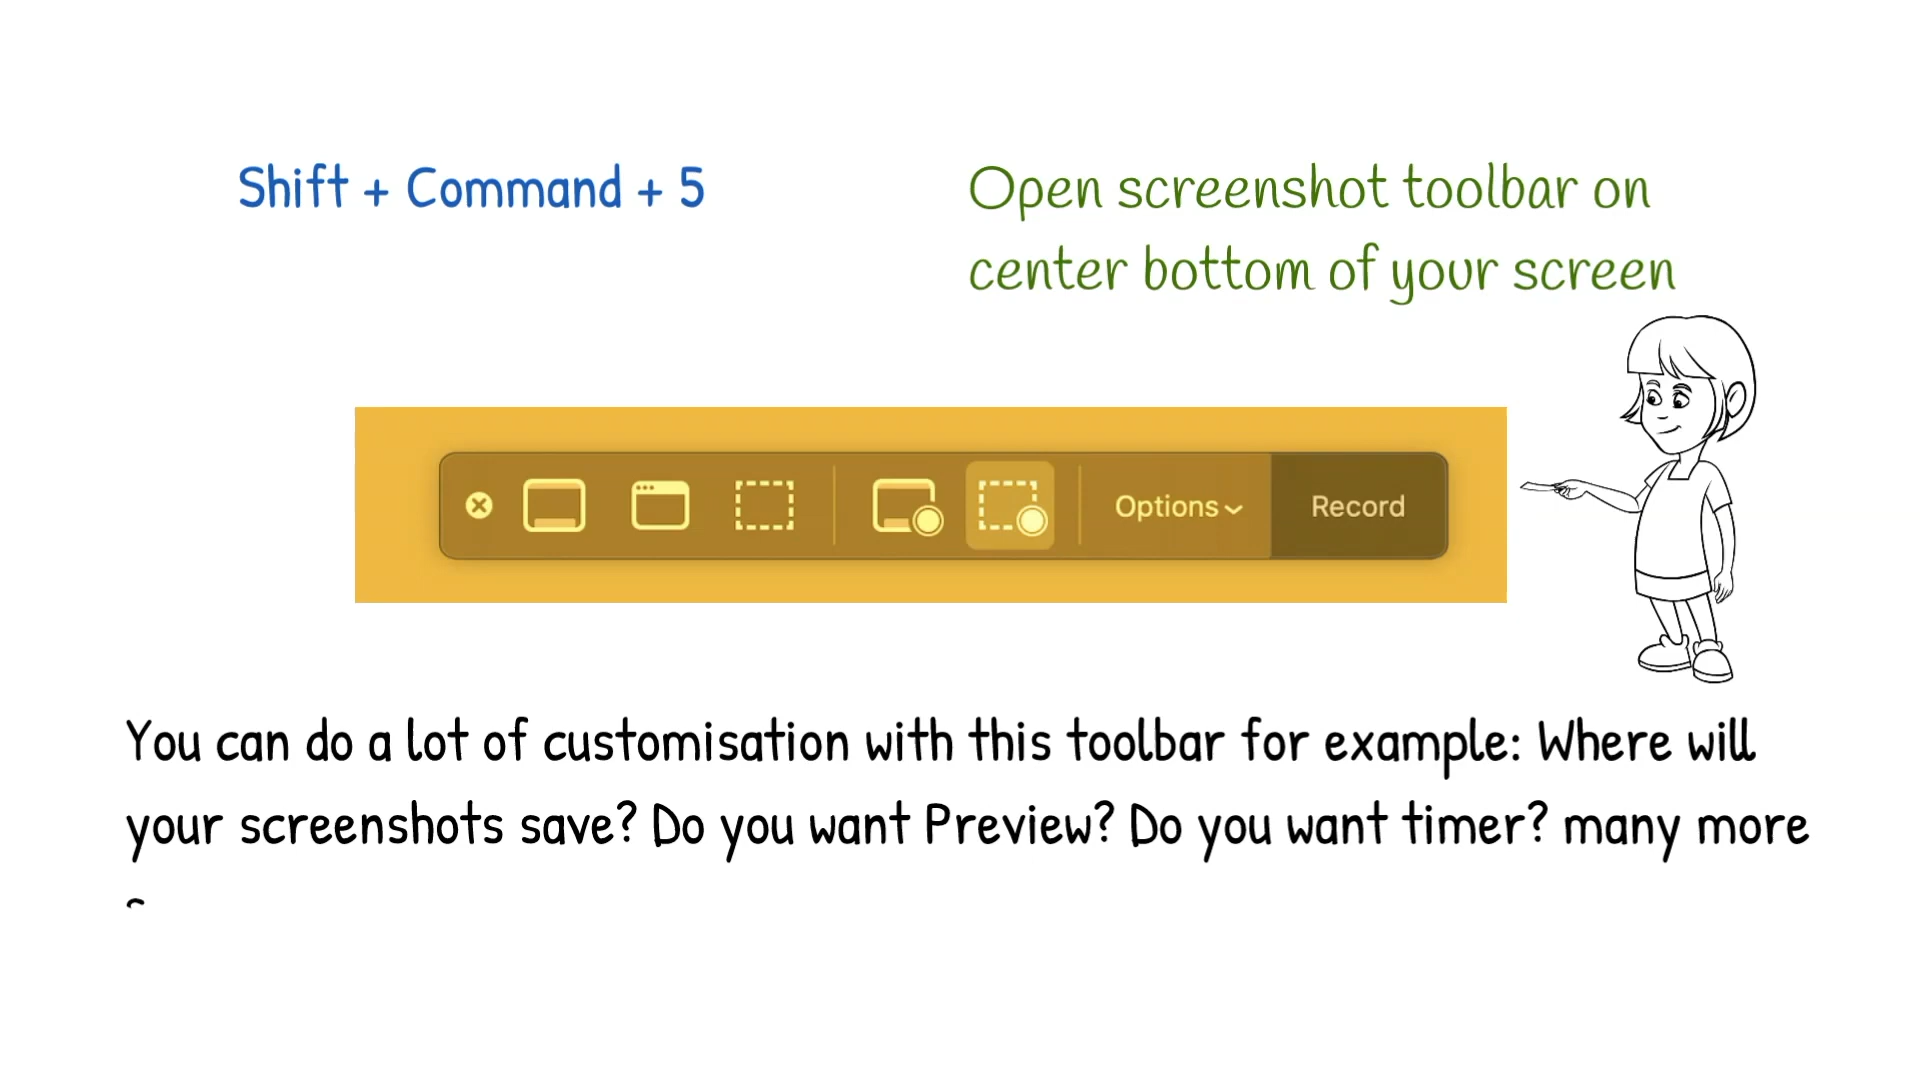 Shift + Command + 5
Open screenshot toolbar on
center bottom of your screen
Options
Record
You can do a lot of customisation with this toolbar for example: Where will
your screenshots save? Do you want Preview? Do you want timer? many more